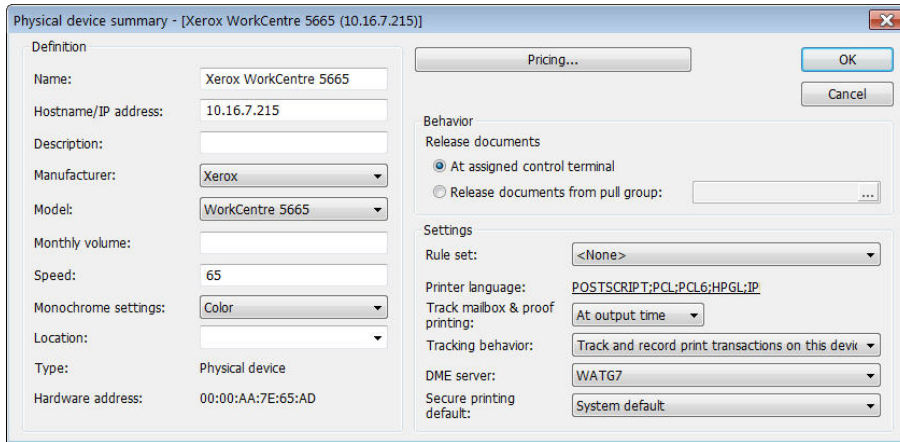 Physical device summary - [Xerox WorkCentre 5665 (10.16.7.215)]
Definition
Name: Xerox WorkCentre 5665
Hostname/IP address: 10.16.7.215
Description:
Manufacturer: Xerox
Model: WorkCentre 5665
Monthly volume:
Speed: 65
Monochrome settings: Color
Location:
Type: Physical device
Hardware address: 00:00:AA:7E:65:AD
Pricing...
OK
Cancel
Behavior
Release documents
At assigned control terminal
Release documents from pull group: ...
Settings
Rule set: <None>
Printer language: POSTSCRIPT;PCL;PCL6;HPGL;IP
Track mailbox & proof
printing: At output time
Tracking behavior: Track and record print transactions on this devic
DME server: WATG7
Secure printing
default: System default